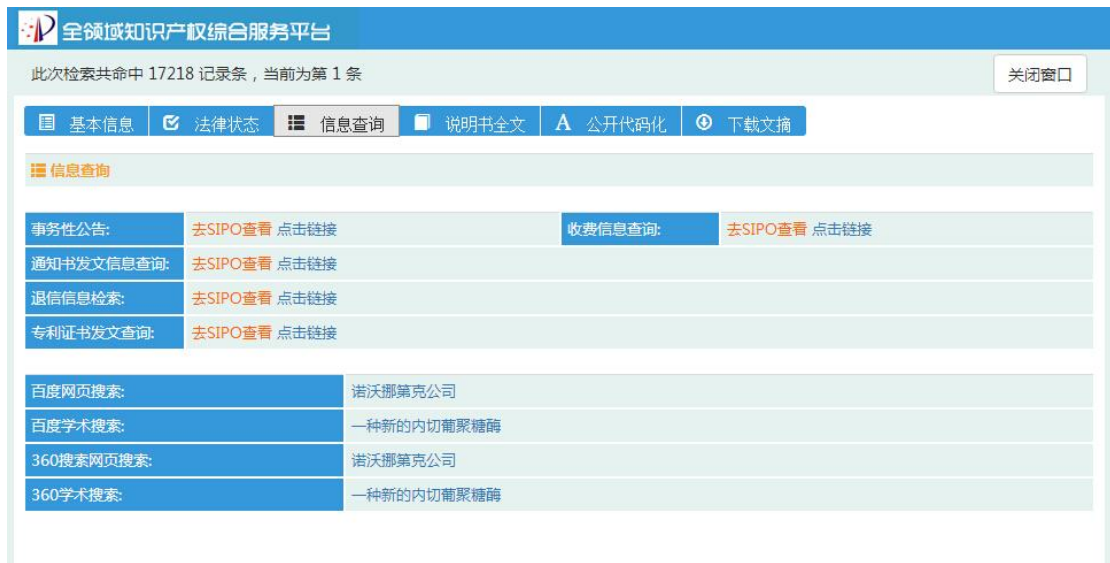 全领域知识产权综合服务平台
此次检索共命中 17218 记录条，当前为第 1 条
关闭窗口
基本信息 法律状态 信息查询 说明书全文 A 公开代码化 下载文摘
信息查询
事务性公告: 去SIPO查看 点击链接 收费信息查询: 去SIPO查看 点击链接
通知书发文信息查询: 去SIPO查看 点击链接
退信信息检索: 去SIPO查看 点击链接
专利证书发文查询: 去SIPO查看 点击链接
百度网页搜索: 诺沃挪第克公司
百度学术搜索: 一种新的内切葡聚糖酶
360搜索网页搜索: 诺沃挪第克公司
360学术搜索: 一种新的内切葡聚糖酶